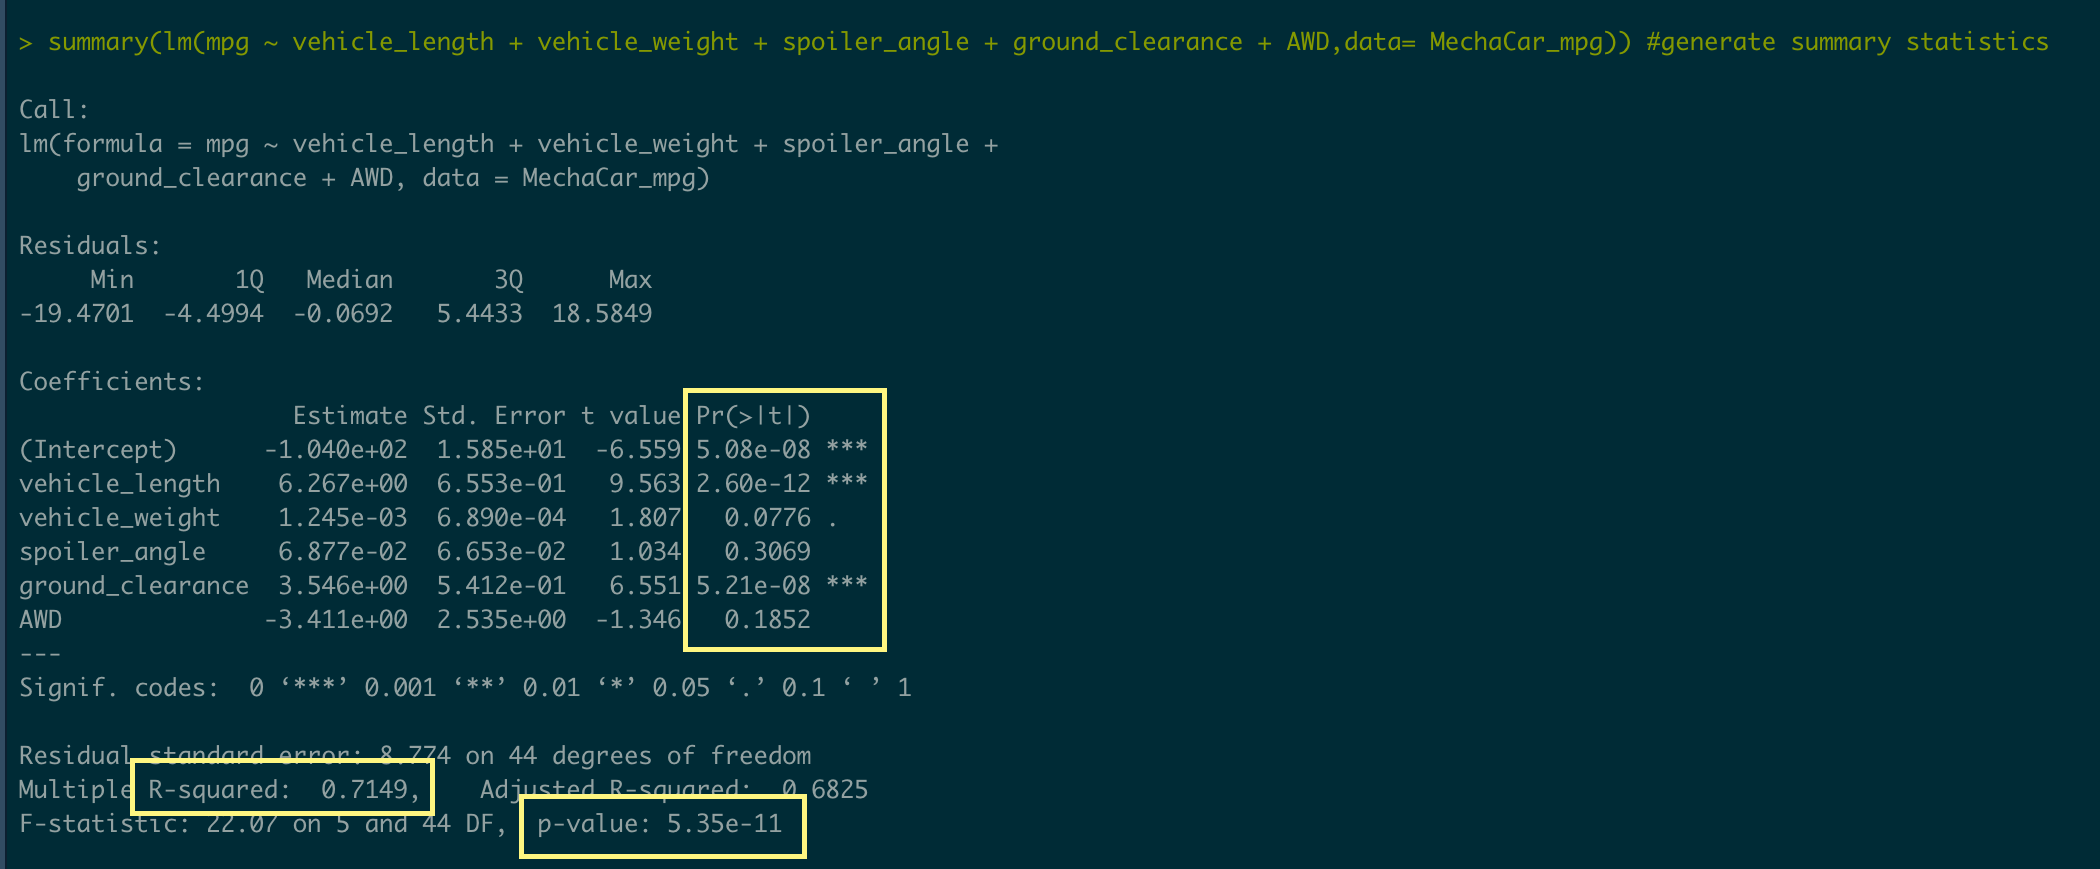 > summary(lm(mpg ~ vehicle_length + vehicle_weight + spoiler_angle + ground_clearance + AWD,data= MechaCar_mpg)) #generate summary statistics
Call:
lm(formula = mpg ~ vehicle_length + vehicle_weight + spoiler_angle +
    ground_clearance + AWD, data = MechaCar_mpg)
Residuals:
     Min       1Q   Median       3Q      Max
-19.4701  -4.4994  -0.0692   5.4433  18.5849
Coefficients:
                   Estimate Std. Error t value Pr(>|t|)
(Intercept)      -1.040e+02  1.585e+01  -6.559 5.08e-08 ***
vehicle_length    6.267e+00  6.553e-01   9.563 2.60e-12 ***
vehicle_weight    1.245e-03  6.890e-04   1.807   0.0776 .
spoiler_angle     6.877e-02  6.653e-02   1.034   0.3069
ground_clearance  3.546e+00  5.412e-01   6.551 5.21e-08 ***
AWD              -3.411e+00  2.535e+00  -1.346   0.1852
---
Signif. codes:  0 ‘***’ 0.001 ‘**’ 0.01 ‘*’ 0.05 ‘.’ 0.1 ‘ ’ 1
Residual standard error: 8.774 on 44 degrees of freedom
Multiple R-squared:  0.7149,    Adjusted R-squared:  0.6825
F-statistic: 22.07 on 5 and 44 DF,  p-value: 5.35e-11